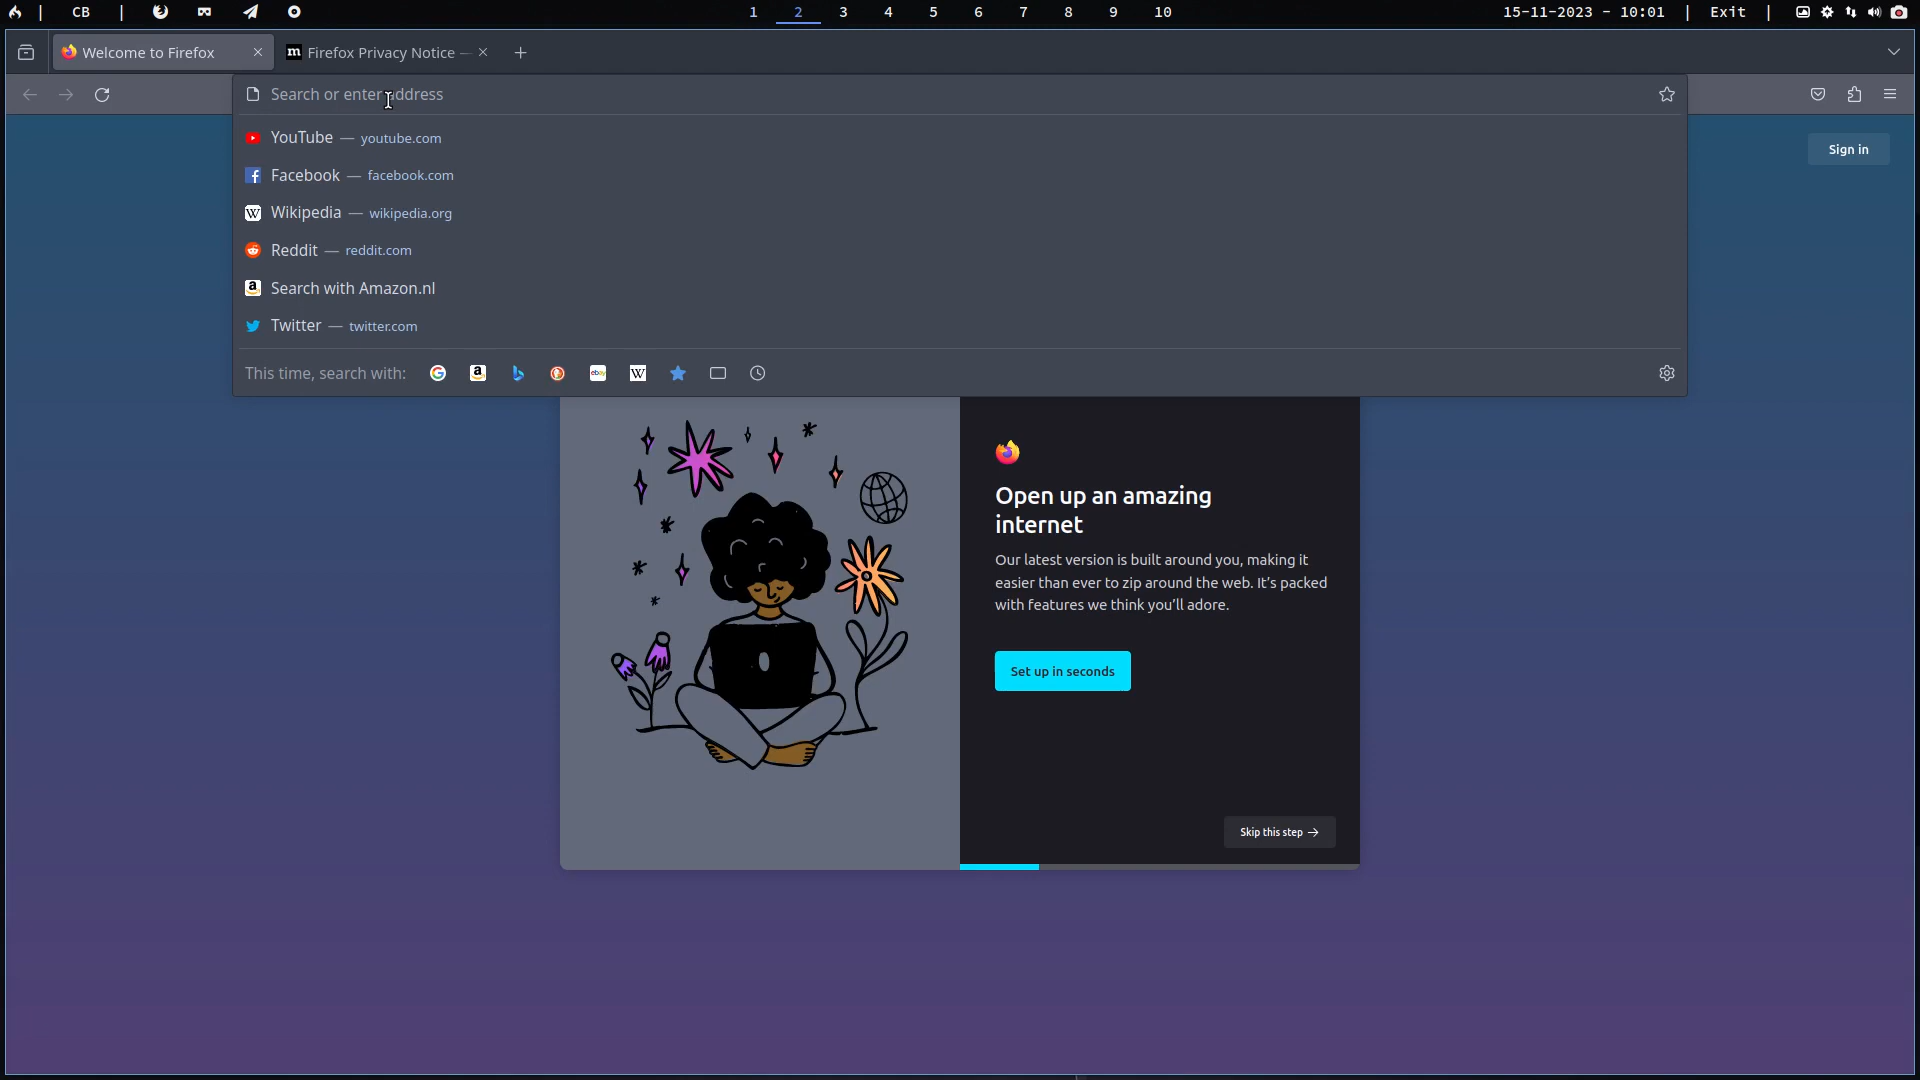 CB
1 2 3 4 5 6 7 8 9 10
15-11-2023 - 10:01 | Exit |
Welcome to Firefox
Firefox Privacy Notice —
Search or enter address
YouTube — youtube.com
Facebook — facebook.com
Wikipedia — wikipedia.org
Reddit — reddit.com
Search with Amazon.nl
Twitter — twitter.com
This time, search with:
Sign in
Open up an amazing
internet
Our latest version is built around you, making it
easier than ever to zip around the web. It's packed
with features we think you'll adore.
Set up in seconds
Skip this step →